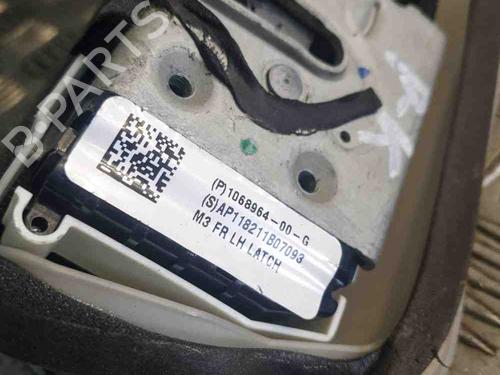 B-PARTS
(P)1068964-00-G
(S)AP118211B07093
M3 FR LH LATCH